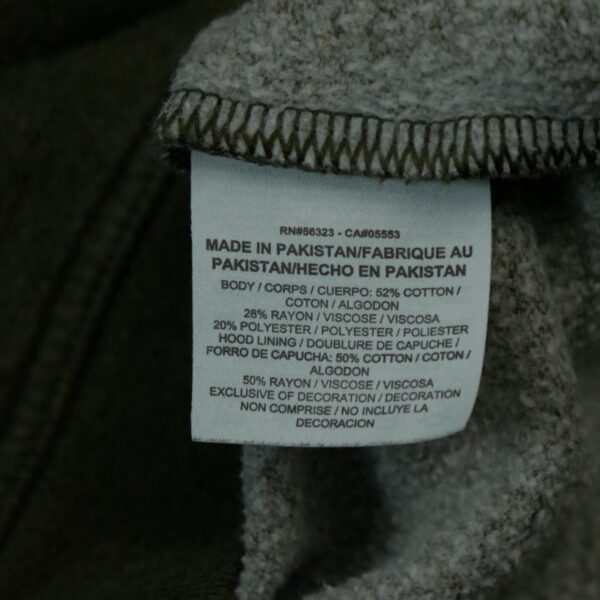 RN#56323 - CA#05553
MADE IN PAKISTAN/FABRIQUE AU
PAKISTAN/HECHO EN PAKISTAN
BODY / CORPS / CUERPO: 52% COTTON /
COTON / ALGODON
28% RAYON / VISCOSE / VISCOSA
20% POLYESTER / POLYESTER / POLIESTER
HOOD LINING / DOUBLURE DE CAPUCHE /
FORRO DE CAPUCHA: 50% COTTON / COTON /
ALGODON
50% RAYON / VISCOSE / VISCOSA
EXCLUSIVE OF DECORATION / DECORATION
NON COMPRISE / NO INCLUYE LA
DECORACION